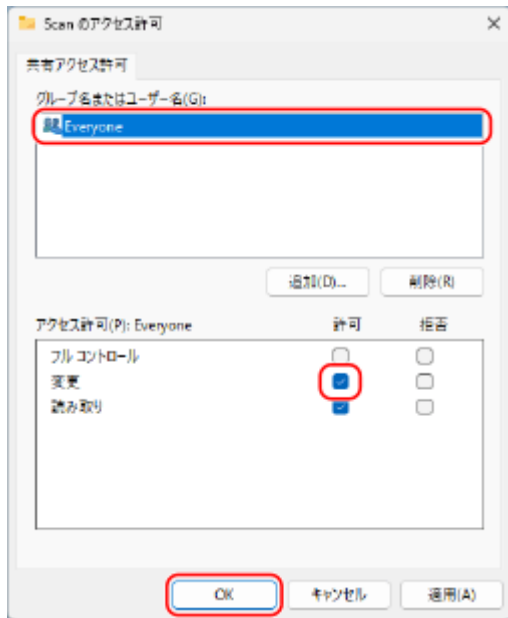 Scan のアクセス許可
共有アクセス許可
グループ名またはユーザー名(G):
Everyone
追加(D)...
削除(R)
アクセス許可(P): Everyone 許可 拒否
フル コントロール
変更
読み取り
OK キャンセル 適用(A)